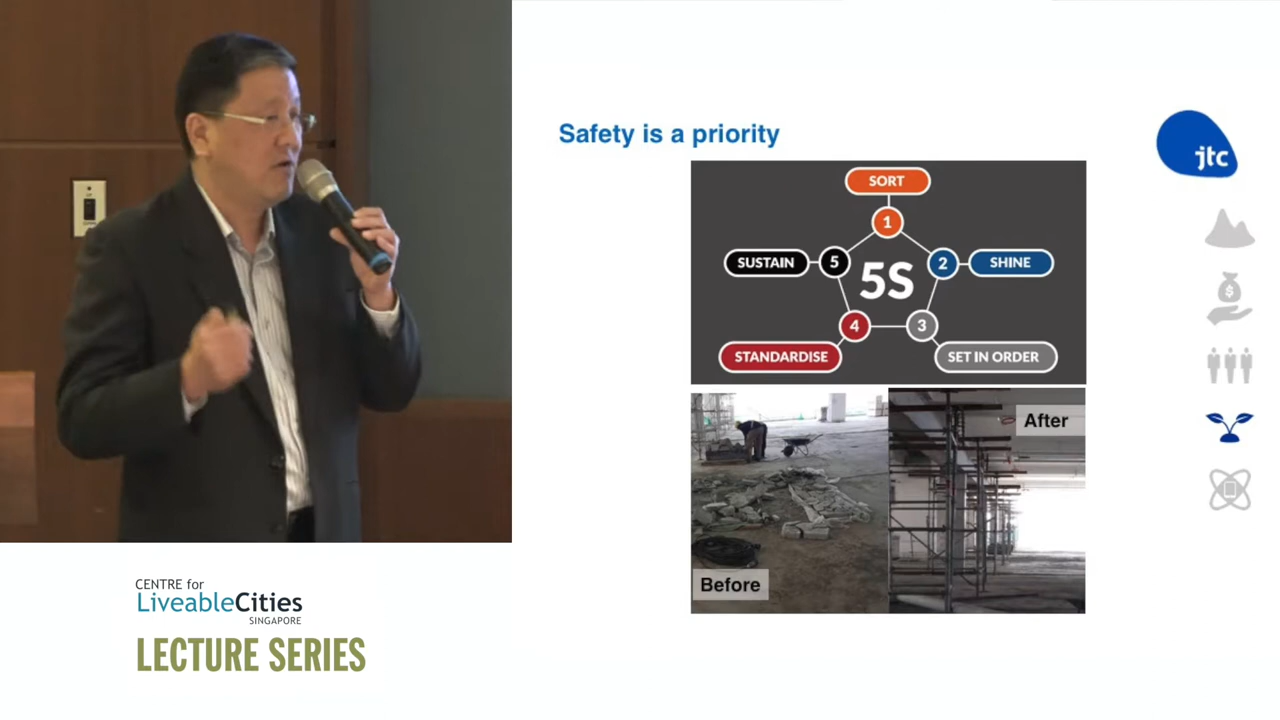 Safety is a priority
jtc
SORT
1
SUSTAIN 5
5S
2 SHINE
4
3
STANDARDISE
SET IN ORDER
After
Before
CENTRE for
LiveableCities
SINGAPORE
LECTURE SERIES
$